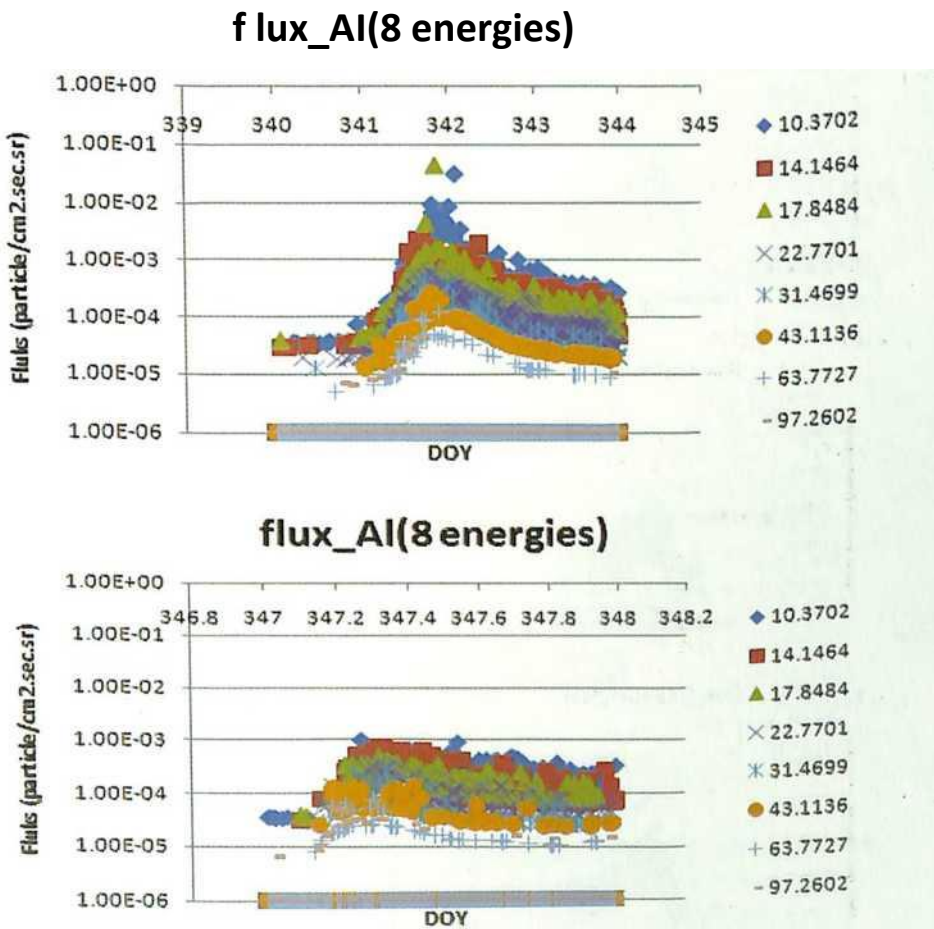 f lux_AI(8 energies)
1.00E+00
339 340 341 342 343 344 345
1.00E-01
1.00E-02
1.00E-03
1.00E-04
1.00E-05
1.00E-06
DOY
Fluks (particle/cm2.sec.sr)
10.3702
14.1464
17.8484
22.7701
31.4699
43.1136
63.7727
97.2602
flux_Al(8 energies)
1.00E+00
346.8 347 347.2 347.4 347.6 347.8 348 348.2
1.00E-01
1.00E-02
1.00E-03
1.00E-04
1.00E-05
1.00E-06
DOY
Fluks (particle/cm2.sec.sr)
10.3702
14.1464
17.8484
22.7701
31.4699
43.1136
63.7727
97.2602